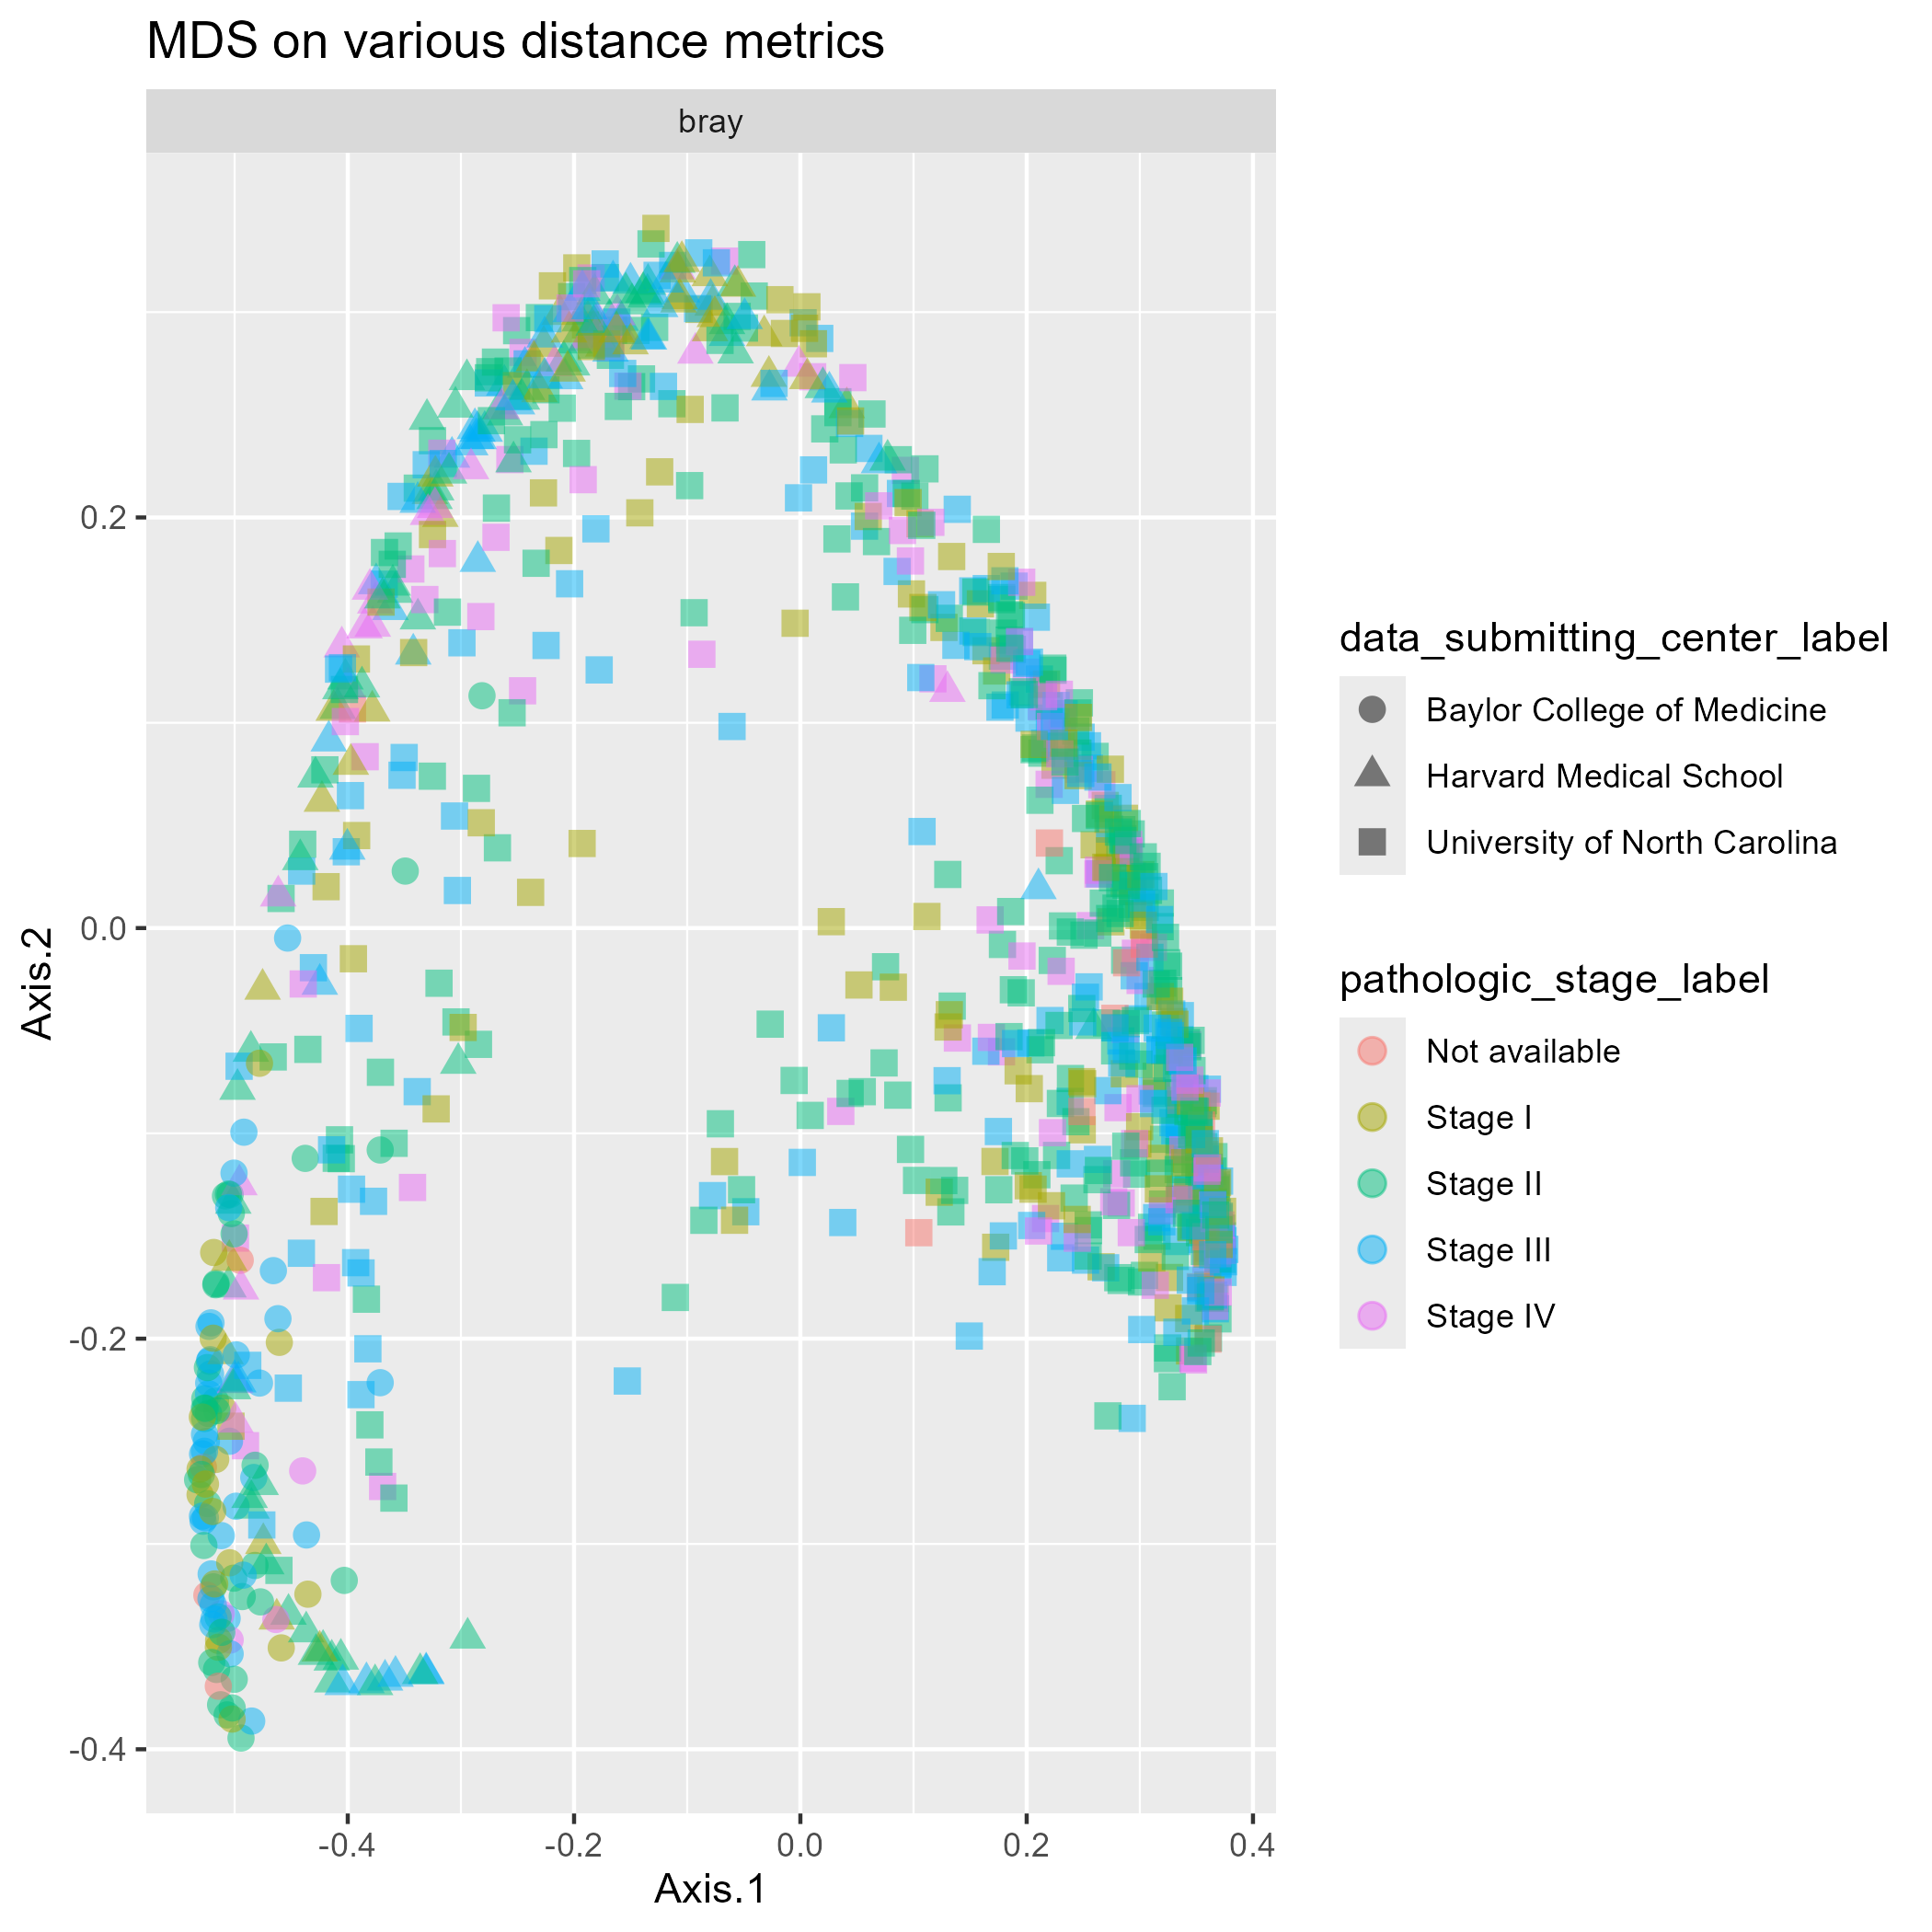 MDS on various distance metrics
bray
0.2
0.0
-0.2
-0.4
Axis.2
-0.4
-0.2
0.0
0.2
0.4
Axis.1
data_submitting_center_label
Baylor College of Medicine
Harvard Medical School
University of North Carolina
pathologic_stage_label
Not available
Stage I
Stage II
Stage III
Stage IV